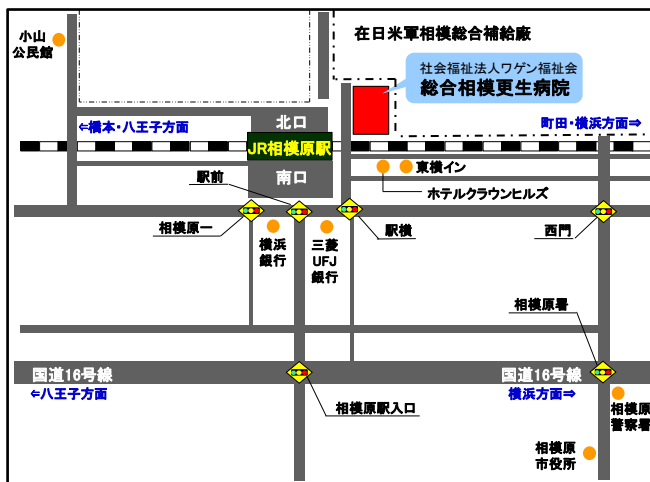 小山
公民館
在日米軍相模総合補給廠
社会福祉法人ワゲン福祉会
総合相模更生病院
⇐橋本・八王子方面
北口
町田・横浜方面⇒
JR相模原駅
南口
東横イン
ホテルクラウンヒルズ
駅前
相模原一
横浜
銀行
三菱
UFJ
銀行
駅横
西門
相模原署
国道16号線
国道16号線
⇐八王子方面
横浜方面⇒
相模原駅入口
相模原
警察署
相模原
市役所